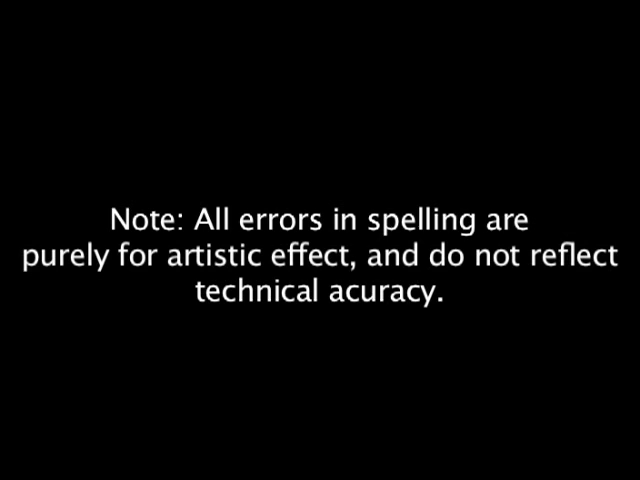 Note: All errors in spelling are
purely for artistic effect, and do not reflect
technical acuracy.